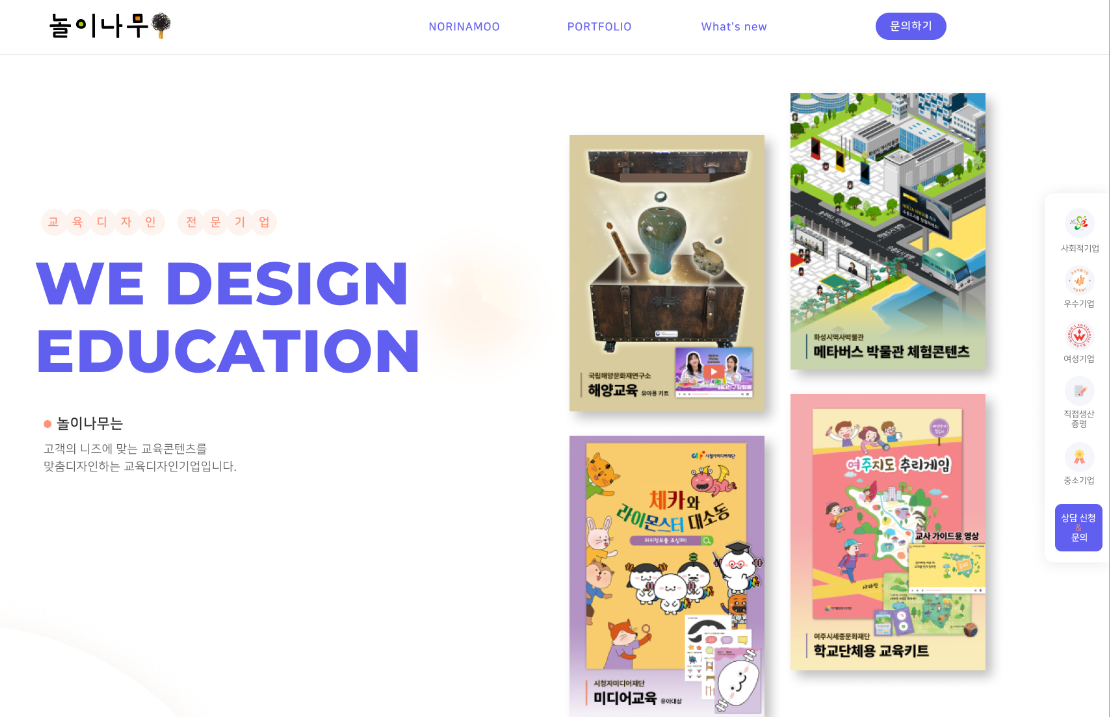 놀이나무
NORINAMOO
PORTFOLIO
What's new
문의하기
교육디자인 전문기업
WE DESIGN
EDUCATION
놀이나무는
고객의 니즈에 맞는 교육콘텐츠를
맞춤디자인하는 교육디자인기업입니다.
국립해양문화재연구소
해양교육 유아용 키트
화성시역사박물관
메타버스 박물관 체험콘텐츠
시청자미디어재단
체카와
라이몬스터 대소동
시청자미디어재단
미디어교육 유아대상
여주지도 추리게임
교사 가이드용 영상
여주시세종문화재단
학교단체용 교육키트
사회적기업
우수기업
여성기업
직접생산
증명
중소기업
상담 신청
&
문의